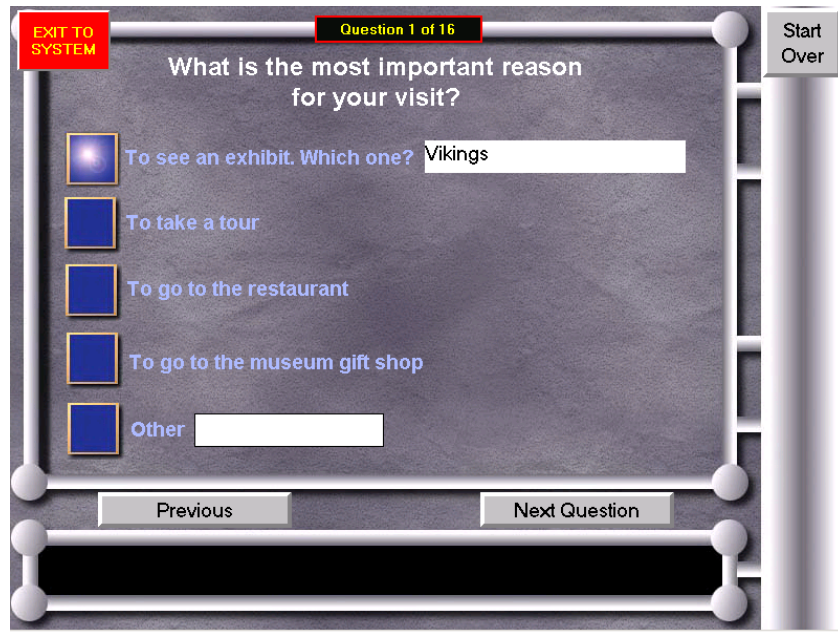 EXIT TO
SYSTEM
Question 1 of 16
Start
Over
What is the most important reason
for your visit?
To see an exhibit. Which one? Vikings
To take a tour
To go to the restaurant
To go to the museum gift shop
Other
Previous
Next Question